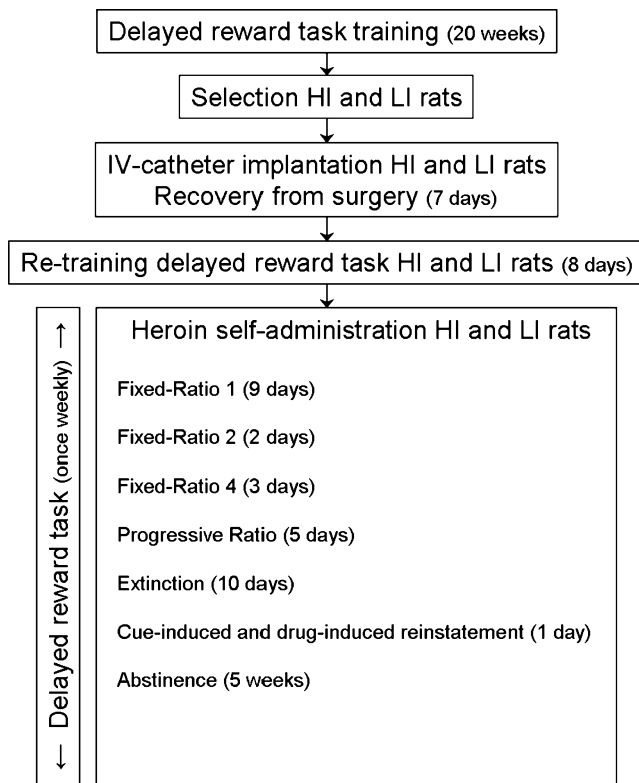 Delayed reward task training (20 weeks)
Selection HI and LI rats
IV-catheter implantation HI and LI rats
Recovery from surgery (7 days)
Re-training delayed reward task HI and LI rats (8 days)
← Delayed reward task (once weekly) →
Heroin self-administration HI and LI rats
Fixed-Ratio 1 (9 days)
Fixed-Ratio 2 (2 days)
Fixed-Ratio 4 (3 days)
Progressive Ratio (5 days)
Extinction (10 days)
Cue-induced and drug-induced reinstatement (1 day)
Abstinence (5 weeks)